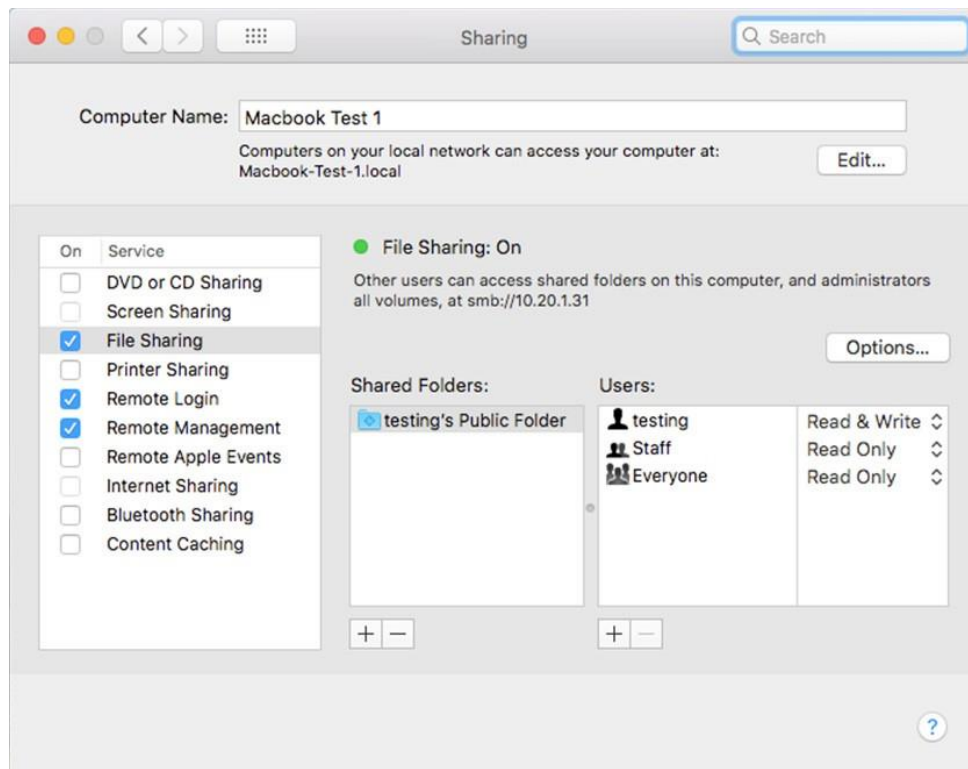 Sharing
Search
Computer Name:
Macbook Test 1
Computers on your local network can access your computer at:
Macbook-Test-1.local
Edit...
On Service
DVD or CD Sharing
Screen Sharing
File Sharing
Printer Sharing
Remote Login
Remote Management
Remote Apple Events
Internet Sharing
Bluetooth Sharing
Content Caching
File Sharing: On
Other users can access shared folders on this computer, and administrators
all volumes, at smb://10.20.1.31
Options...
Shared Folders:
testing's Public Folder
Users:
testing Read & Write
Staff Read Only
Everyone Read Only
+ − + −
?